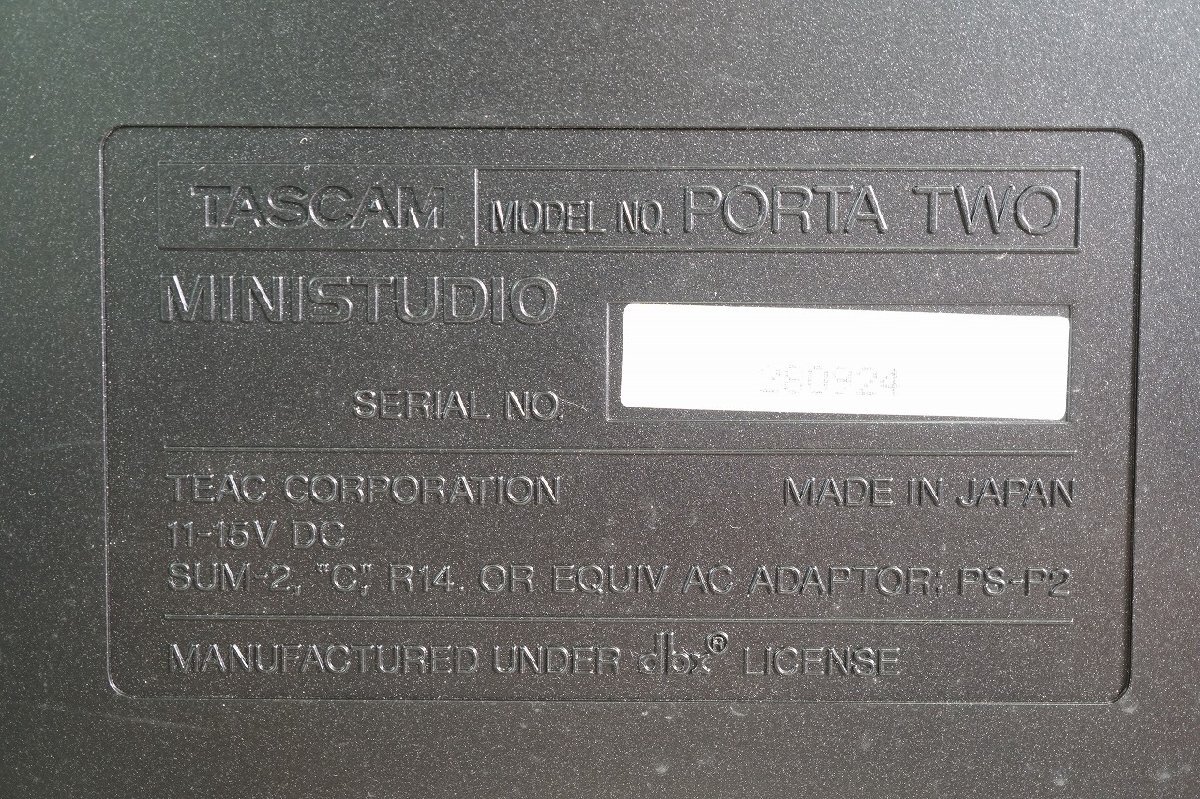 TASCAM MODEL NO. PORTA TWO
MINISTUDIO
SERIAL NO. 280824
TEAC CORPORATION MADE IN JAPAN
11-15V DC
SUM-2, "C", R14. OR EQUIV AC ADAPTOR: PS-P2
MANUFACTURED UNDER dbx® LICENSE